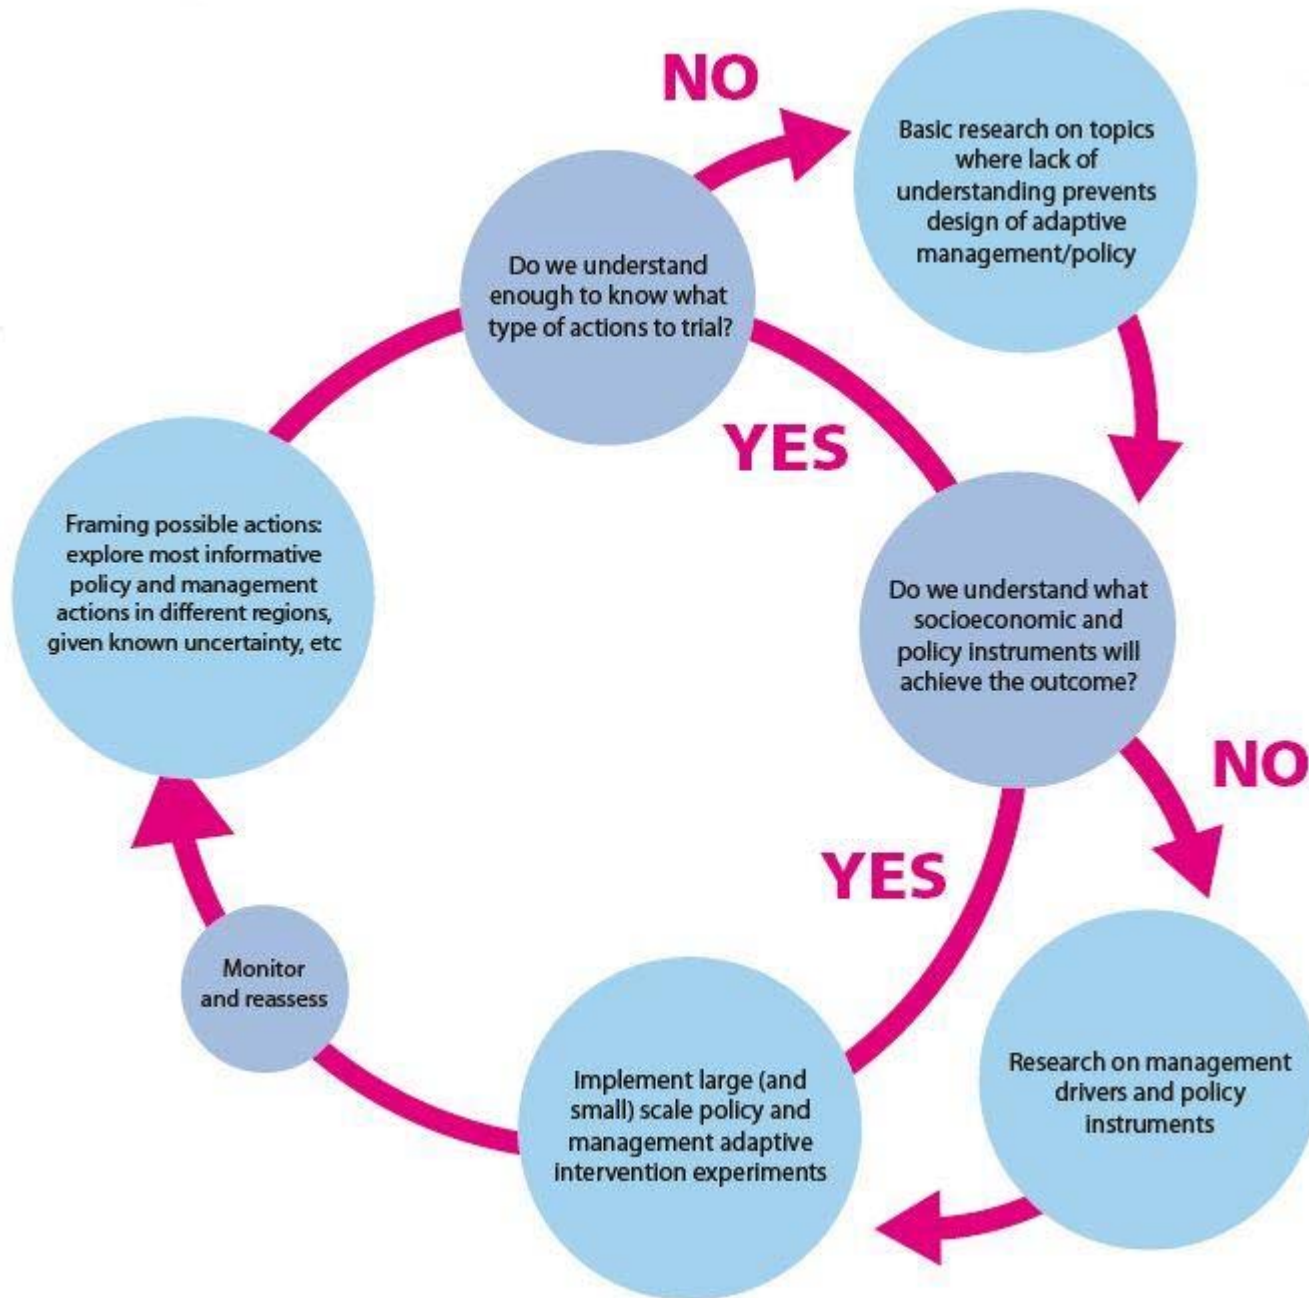 NO
Basic research on topics
where lack of
understanding prevents
design of adaptive
management/policy
Do we understand
enough to know what
type of actions to trial?
YES
Framing possible actions:
explore most informative
policy and management
actions in different regions,
given known uncertainty, etc
Do we understand what
socioeconomic and
policy instruments will
achieve the outcome?
NO
YES
Monitor
and reassess
Implement large (and
small) scale policy and
management adaptive
intervention experiments
Research on management
drivers and policy
instruments